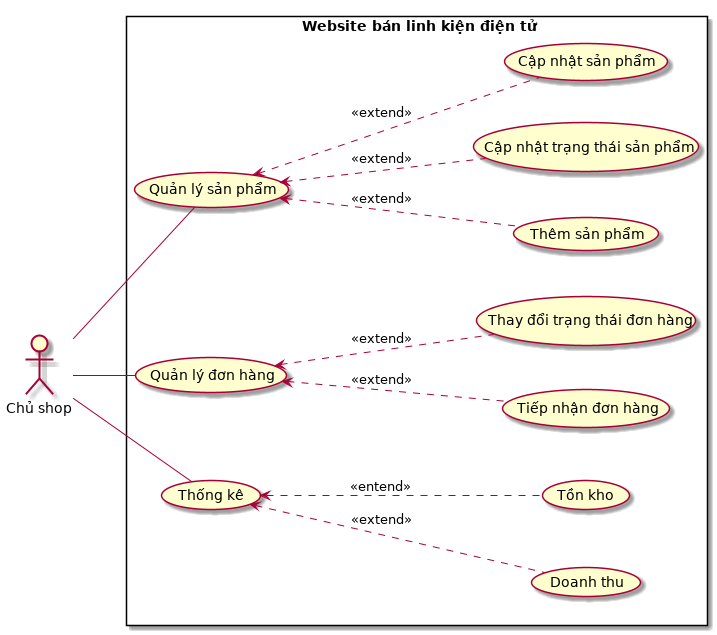 Website bán linh kiện điện tử
Cập nhật sản phẩm
«extend»
Cập nhật trạng thái sản phẩm
«extend»
Quản lý sản phẩm
«extend»
Thêm sản phẩm
Thay đổi trạng thái đơn hàng
«extend»
Quản lý đơn hàng
«extend»
Tiếp nhận đơn hàng
Chủ shop
Thống kê
«entend»
Tồn kho
«extend»
Doanh thu